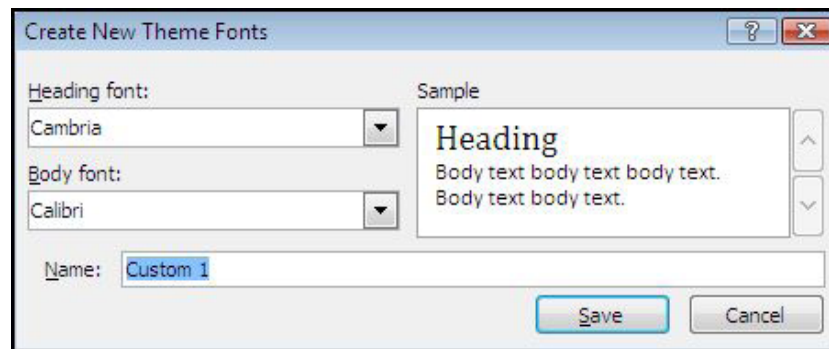 Create New Theme Fonts
Heading font:
Cambria
Body font:
Calibri
Sample
Heading
Body text body text body text.
Body text body text.
Name: Custom 1
Save Cancel